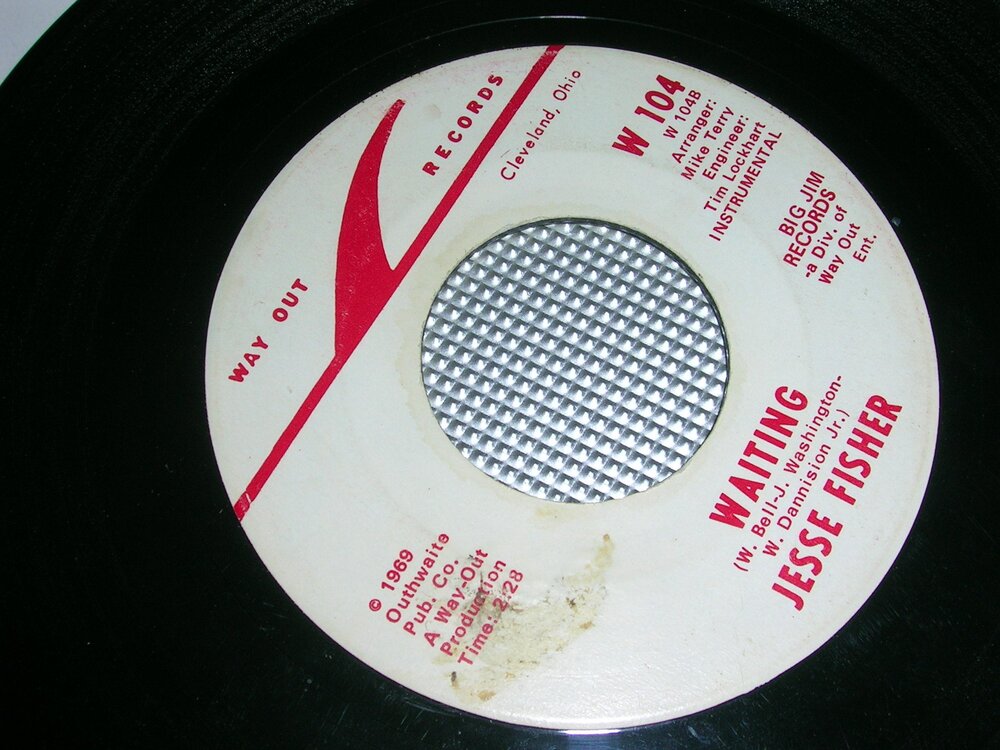 WAY OUT RECORDS
Cleveland, Ohio
W 104
W 104B
Arranger:
Mike Terry
Engineer:
Tim Lockhart
INSTRUMENTAL
BIG JIM
RECORDS
-a Div. of
Way Out
Ent.
© 1969
Outhwaite
Pub. Co.
A Way-Out
Production
Time: 2:28
WAITING
(W. Bell-J. Washington-
W. Dannision Jr.)
JESSE FISHER